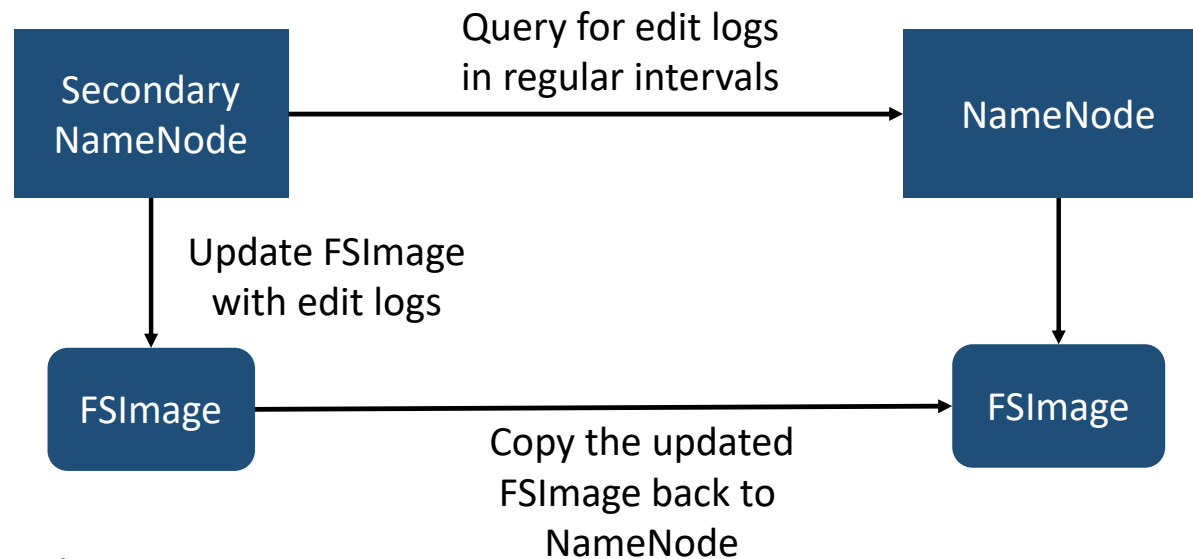 Query for edit logs
in regular intervals
Secondary
NameNode
NameNode
Update FSImage
with edit logs
FSImage
FSImage
Copy the updated
FSImage back to
NameNode